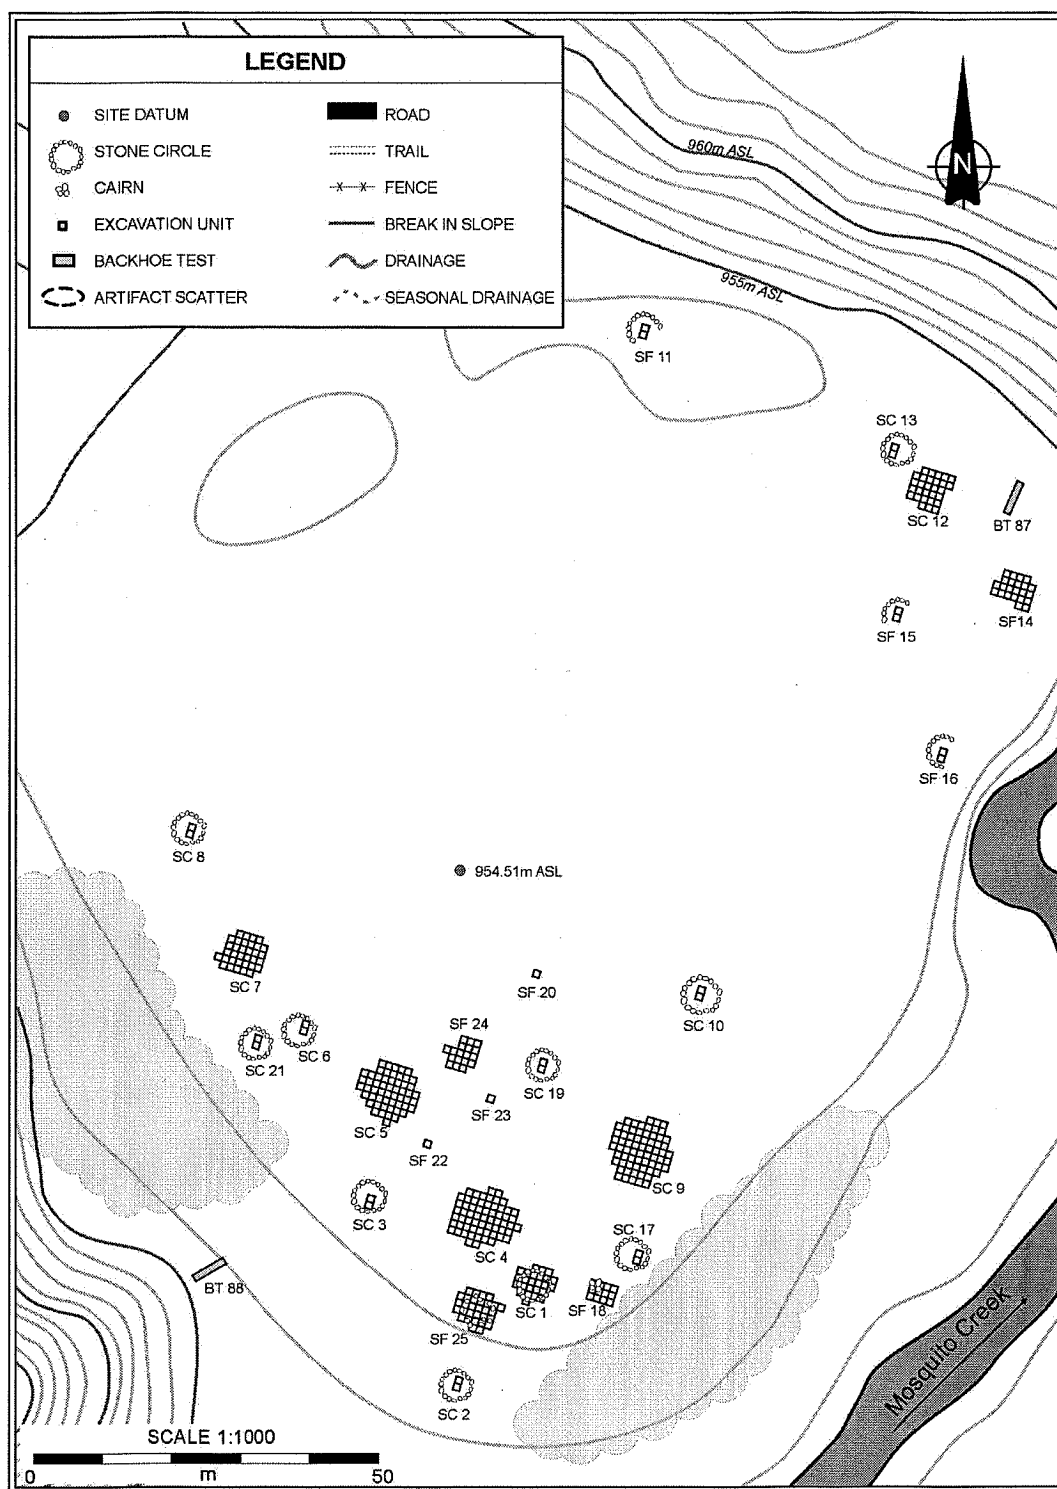 LEGEND
SITE DATUM
STONE CIRCLE
CAIRN
EXCAVATION UNIT
BACKHOE TEST
ARTIFACT SCATTER
ROAD
TRAIL
FENCE
BREAK IN SLOPE
DRAINAGE
SEASONAL DRAINAGE
N
960m ASL
955m ASL
SF 11
SC 13
SC 12
BT 87
SF14
SF 15
SF 16
SC 8
954.51m ASL
SC 7
SF 20
SC 10
SF 24
SC 6
SC 21
SC 19
SF 23
SC 5
SF 22
SC 9
SC 3
SC 17
SC 4
BT 88
SC 1
SF 18
SF 25
Mosquito Creek
SC 2
SCALE 1:1000
0 m 50